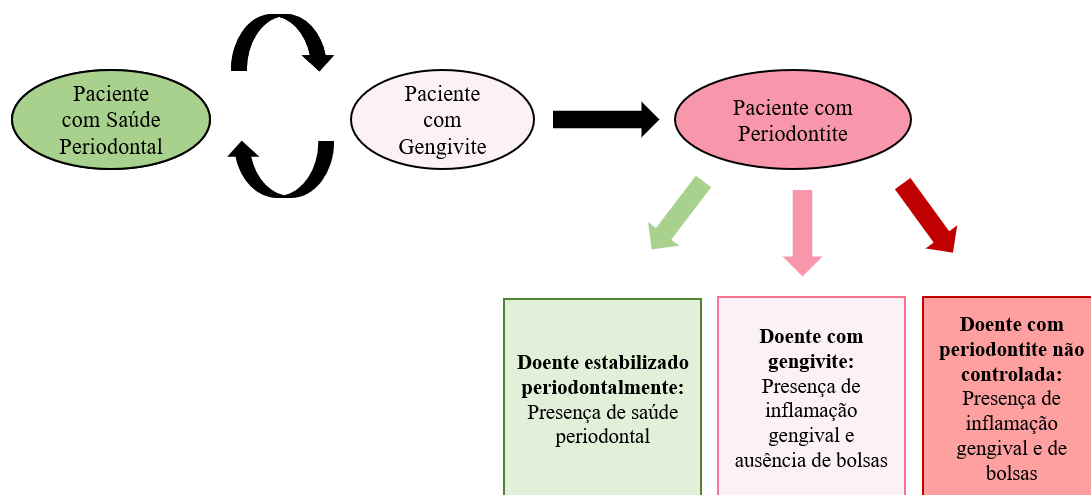 Paciente
com Saúde
Periodontal
Paciente
com
Gengivite
Paciente com
Periodontite
Doente estabilizado
periodontalmente:
Presença de saúde
periodontal
Doente com
gengivite:
Presença de
inflamação
gengival e
ausência de bolsas
Doente com
periodontite não
controlada:
Presença de
inflamação
gengival e de
bolsas